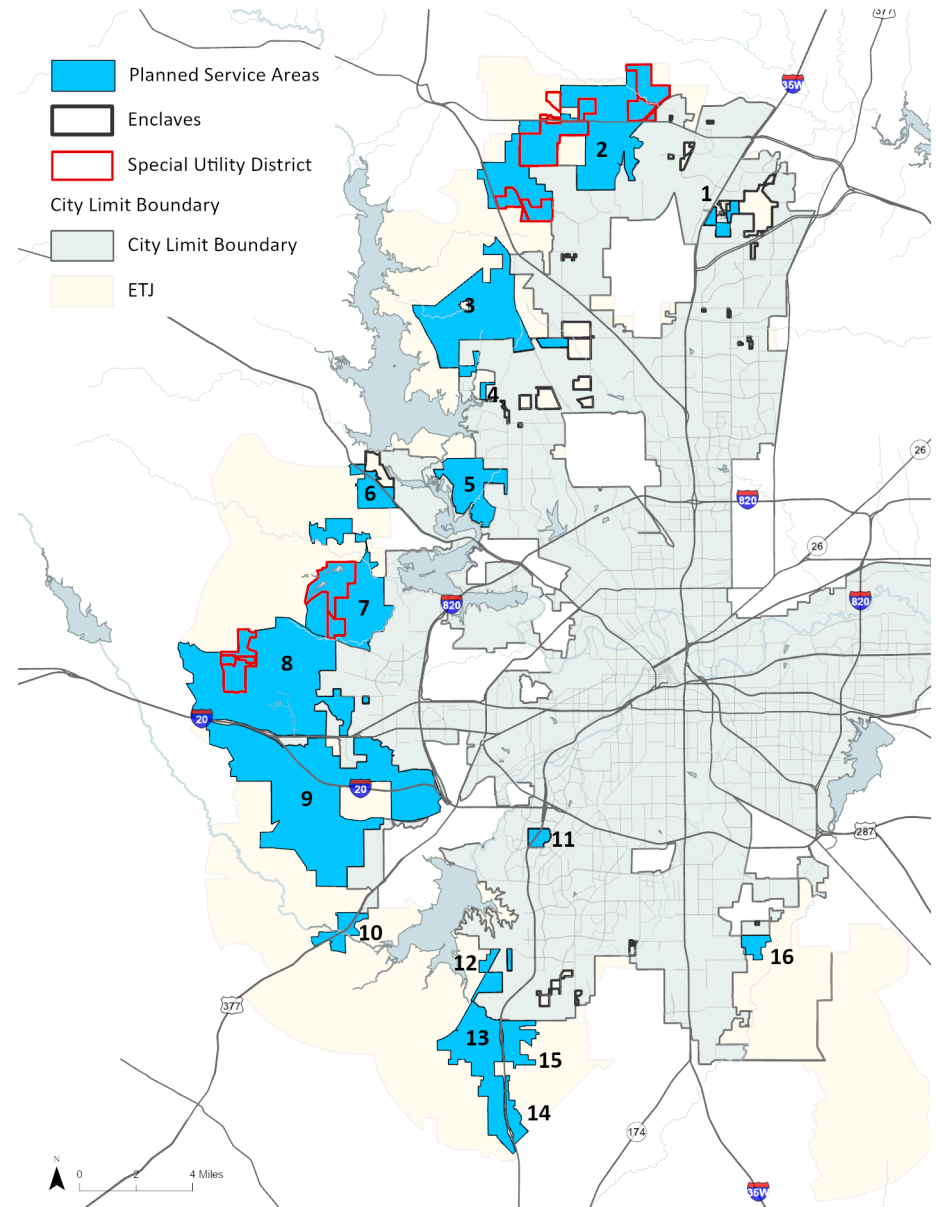 377
Planned Service Areas
35W
Enclaves
2
Special Utility District
1
City Limit Boundary
City Limit Boundary
ETJ
3
4
26
5
6
820
26
820
7
820
8
20
20
9
287
11
10
12
16
377
13
15
14
174
N
0 2 4 Miles
35W